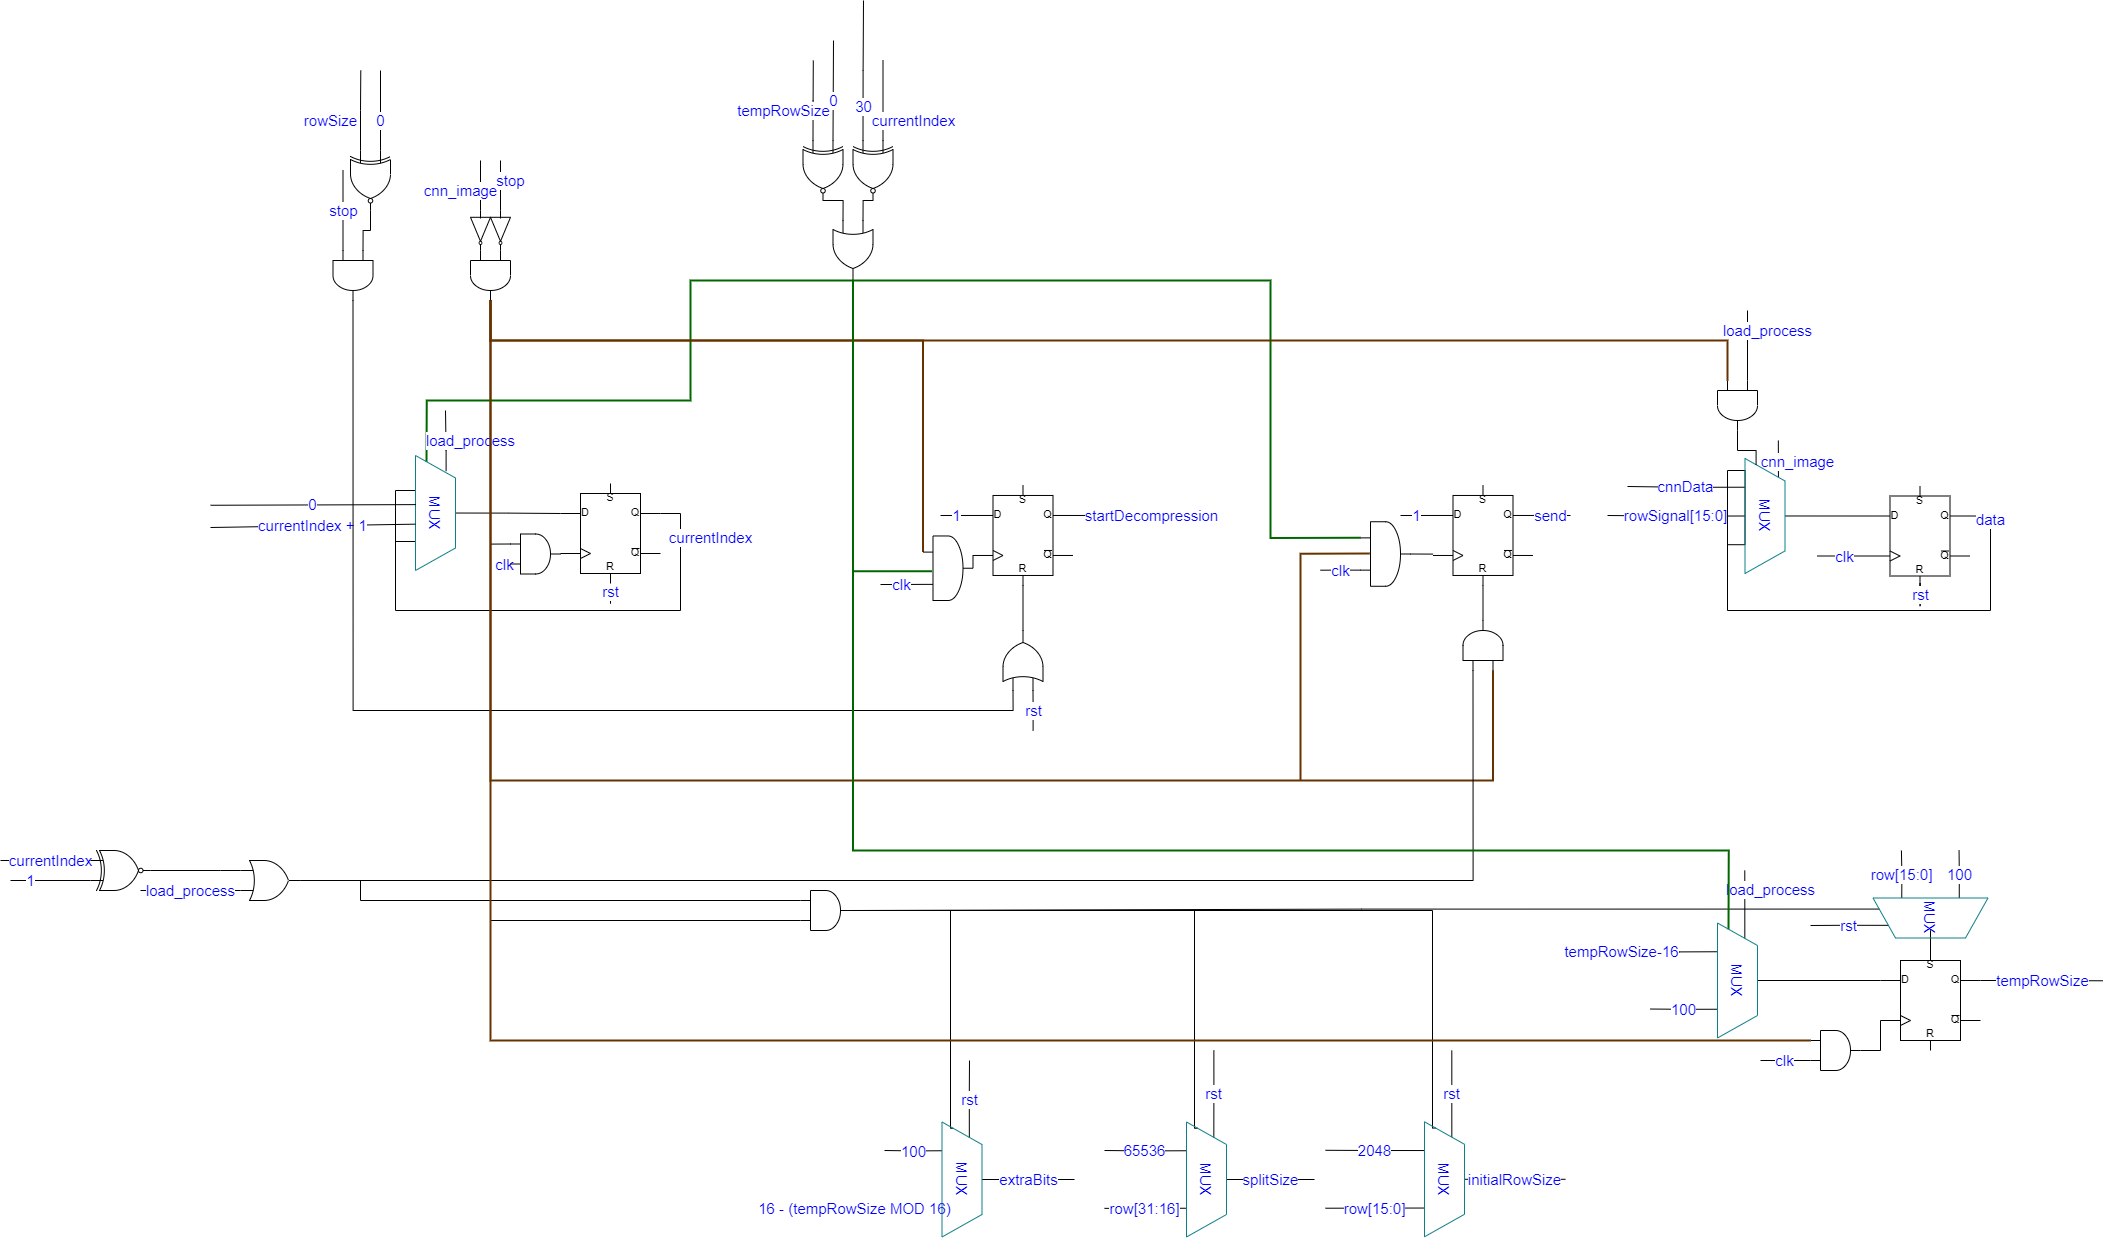 tempRowSize
0
30
currentIndex
rowSize
0
cnn_image
stop
stop
load_process
load_process
cnn_image
0
currentIndex + 1
MUX
S
D
Q
Q
R
clk
rst
currentIndex
1
S
D
Q
Q
R
clk
startDecompression
rst
1
S
D
Q
Q
R
clk
send
cnnData
rowSignal[15:0]
MUX
S
D
Q
Q
R
clk
rst
data
currentIndex
1
load_process
load_process
tempRowSize-16
100
MUX
row[15:0]
100
rst
MUX
S
D
Q
Q
R
clk
tempRowSize
rst
100
16 - (tempRowSize MOD 16)
MUX
extraBits
rst
65536
row[31:16]
MUX
splitSize
rst
2048
row[15:0]
MUX
initialRowSize